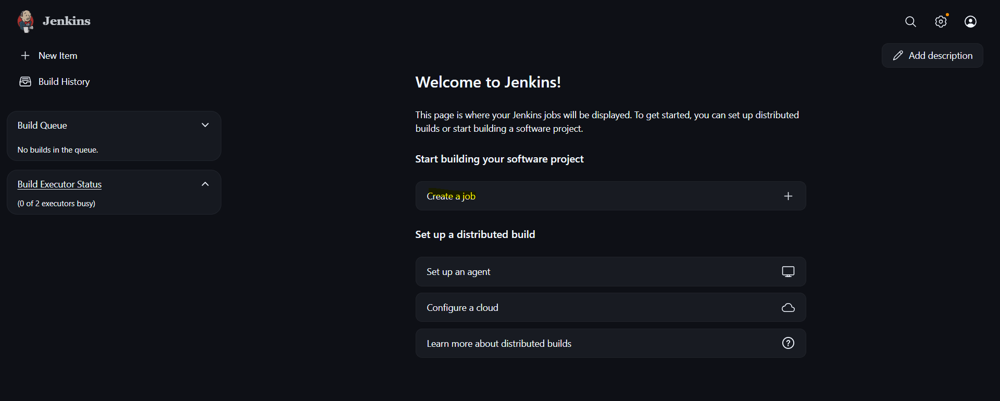 Jenkins
New Item
Build History
Add description
Build Queue
No builds in the queue.
Build Executor Status
(0 of 2 executors busy)
Welcome to Jenkins!
This page is where your Jenkins jobs will be displayed. To get started, you can set up distributed
builds or start building a software project.
Start building your software project
Create a job
Set up a distributed build
Set up an agent
Configure a cloud
Learn more about distributed builds